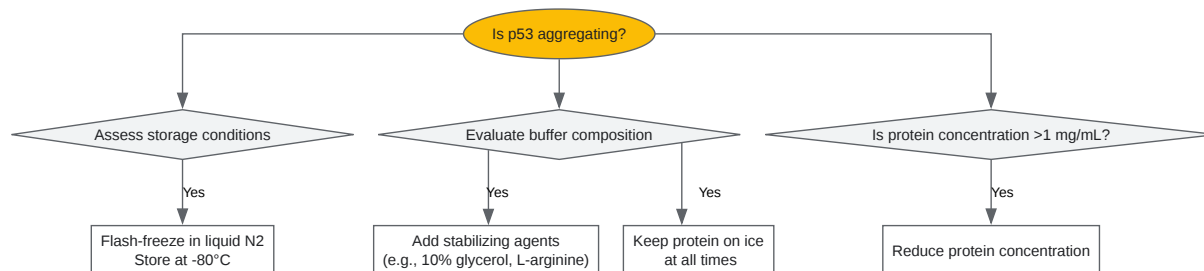 Is p53 aggregating?
Assess storage conditions
Evaluate buffer composition
Is protein concentration >1 mg/mL?
Yes
Yes
Yes
Yes
Flash-freeze in liquid N2
Store at -80°C
Add stabilizing agents
(e.g., 10% glycerol, L-arginine)
Keep protein on ice
at all times
Reduce protein concentration